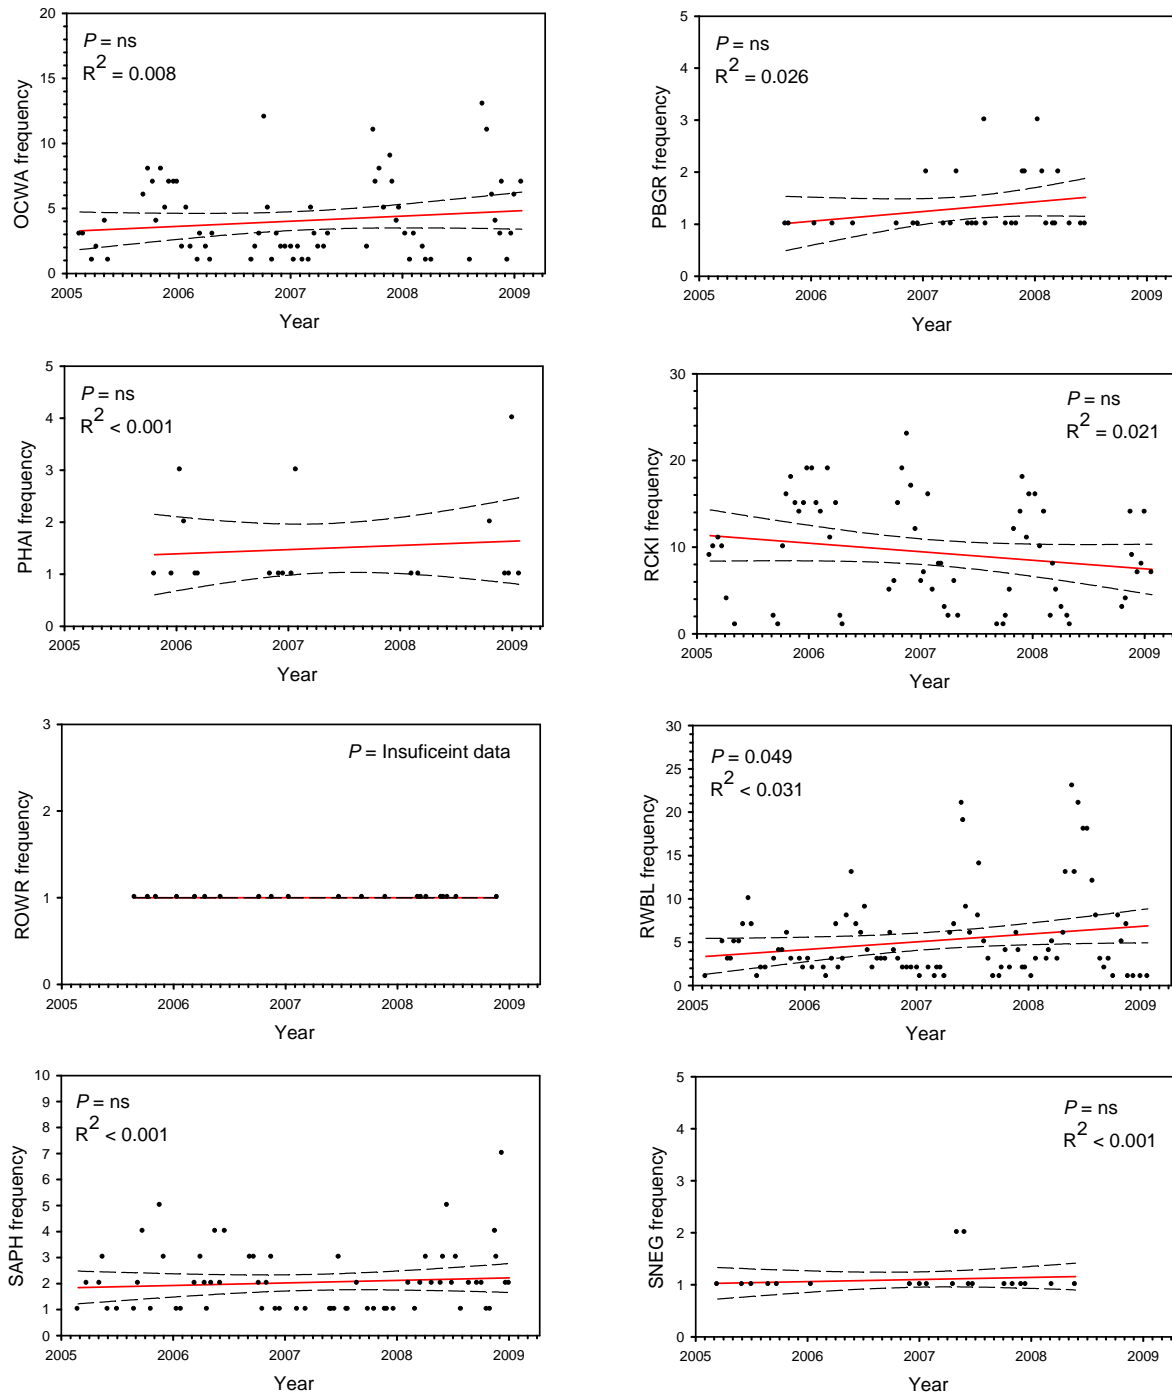 20
15
10
5
0
OCWA frequency
P = ns
R2 = 0.008
2005 2006 2007 2008 2009
Year
5
4
3
2
1
0
PBGR frequency
P = ns
R2 = 0.026
2005 2006 2007 2008 2009
Year
5
4
3
2
1
0
PHAI frequency
P = ns
R2 < 0.001
2005 2006 2007 2008 2009
Year
30
20
10
0
RCKI frequency
P = ns
R2 = 0.021
2005 2006 2007 2008 2009
Year
3
2
1
0
ROWR frequency
P = Insuficeint data
2005 2006 2007 2008 2009
Year
30
25
20
15
10
5
0
RWBL frequency
P = 0.049
R2 < 0.031
2005 2006 2007 2008 2009
Year
10
9
8
7
6
5
4
3
2
1
0
SAPH frequency
P = ns
R2 < 0.001
2005 2006 2007 2008 2009
Year
5
4
3
2
1
0
SNEG frequency
P = ns
R2 < 0.001
2005 2006 2007 2008 2009
Year